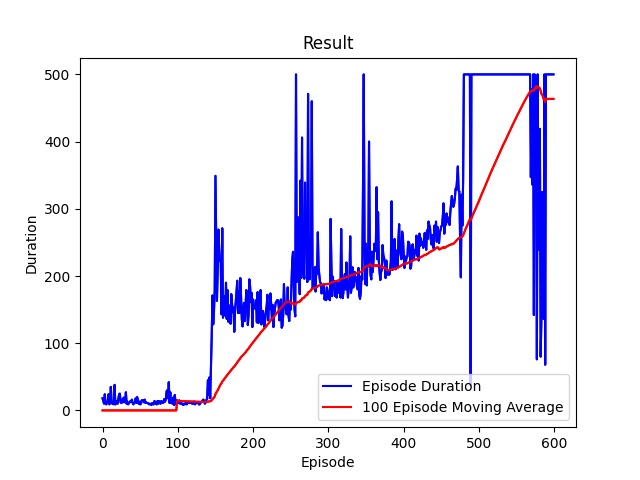 Result
500
400
300
200
100
0
Duration
0 100 200 300 400 500 600
Episode
Episode Duration
100 Episode Moving Average